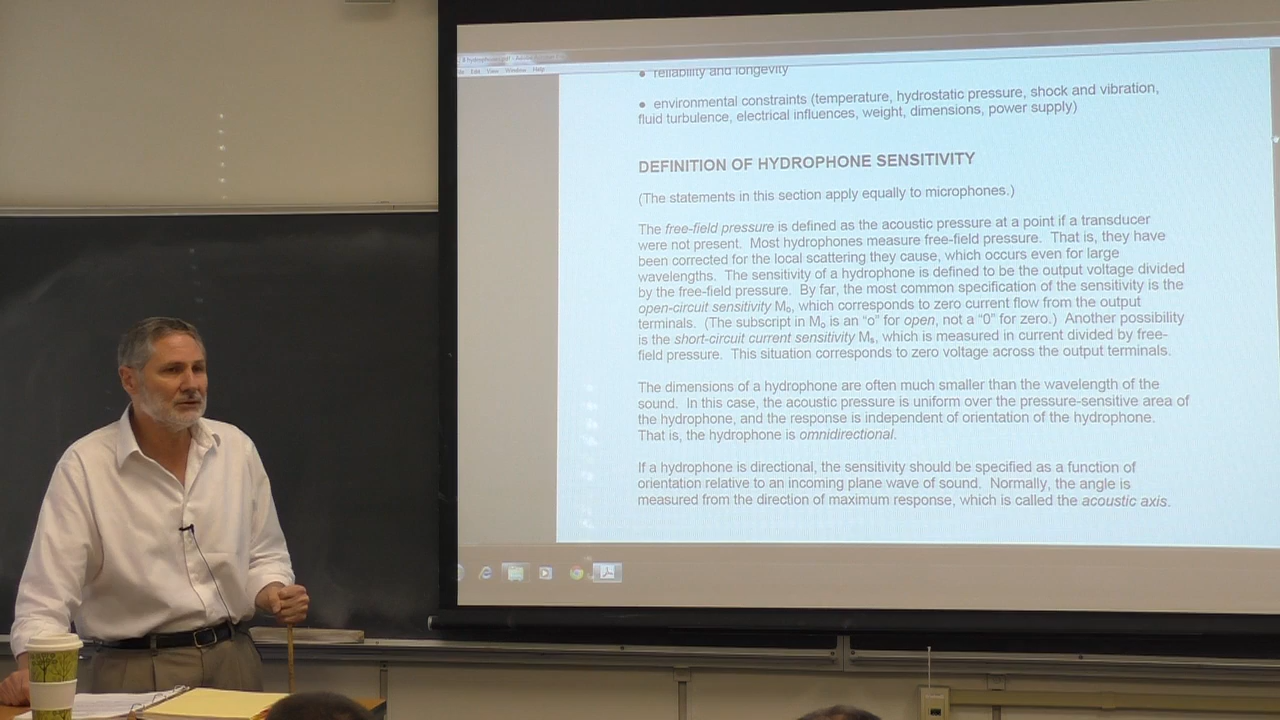 Edit View Window Help
● reliability and longevity
● environmental constraints (temperature, hydrostatic pressure, shock and vibration,
fluid turbulence, electrical influences, weight, dimensions, power supply)
DEFINITION OF HYDROPHONE SENSITIVITY
(The statements in this section apply equally to microphones.)
The free-field pressure is defined as the acoustic pressure at a point if a transducer
were not present. Most hydrophones measure free-field pressure. That is, they have
been corrected for the local scattering they cause, which occurs even for large
wavelengths. The sensitivity of a hydrophone is defined to be the output voltage divided
by the free-field pressure. By far, the most common specification of the sensitivity is the
open-circuit sensitivity Mo, which corresponds to zero current flow from the output
terminals. (The subscript in Mo is an "o" for open, not a "0" for zero.) Another possibility
is the short-circuit current sensitivity Ms, which is measured in current divided by free-
field pressure. This situation corresponds to zero voltage across the output terminals.
The dimensions of a hydrophone are often much smaller than the wavelength of the
sound. In this case, the acoustic pressure is uniform over the pressure-sensitive area of
the hydrophone, and the response is independent of orientation of the hydrophone.
That is, the hydrophone is omnidirectional.
If a hydrophone is directional, the sensitivity should be specified as a function of
orientation relative to an incoming plane wave of sound. Normally, the angle is
measured from the direction of maximum response, which is called the acoustic axis.